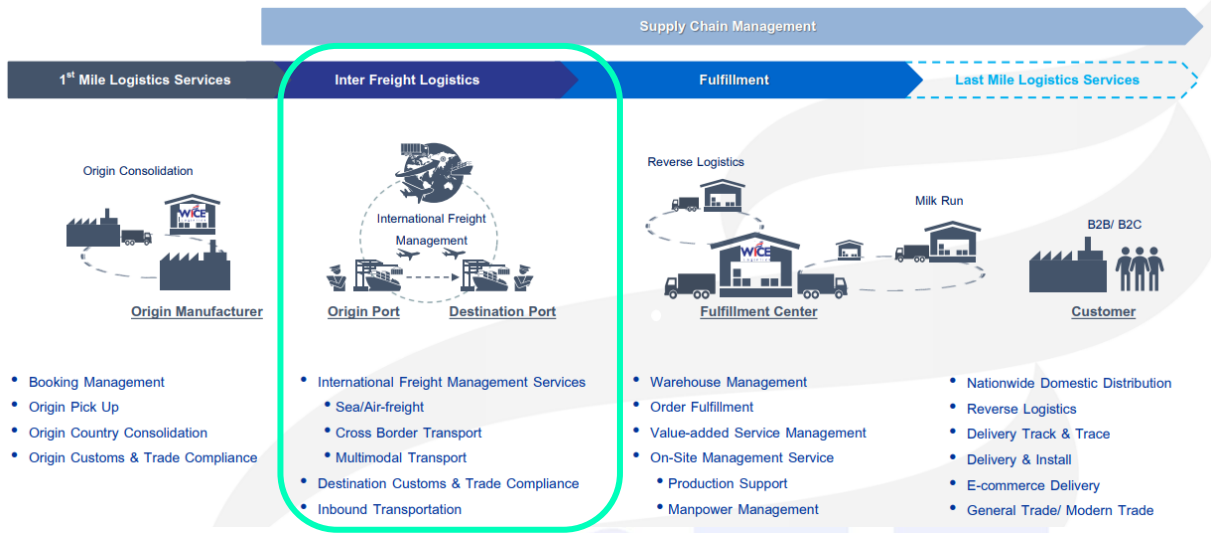 Supply Chain Management
1st Mile Logistics Services
Inter Freight Logistics
Fulfillment
Last Mile Logistics Services
Origin Consolidation
WICE
Origin Manufacturer
International Freight
Management
Origin Port
Destination Port
Reverse Logistics
WICE
Fulfillment Center
Milk Run
B2B/ B2C
Customer
• Booking Management
• Origin Pick Up
• Origin Country Consolidation
• Origin Customs & Trade Compliance
• International Freight Management Services
• Sea/Air-freight
• Cross Border Transport
• Multimodal Transport
• Destination Customs & Trade Compliance
• Inbound Transportation
• Warehouse Management
• Order Fulfillment
• Value-added Service Management
• On-Site Management Service
• Production Support
• Manpower Management
• Nationwide Domestic Distribution
• Reverse Logistics
• Delivery Track & Trace
• Delivery & Install
• E-commerce Delivery
• General Trade/ Modern Trade